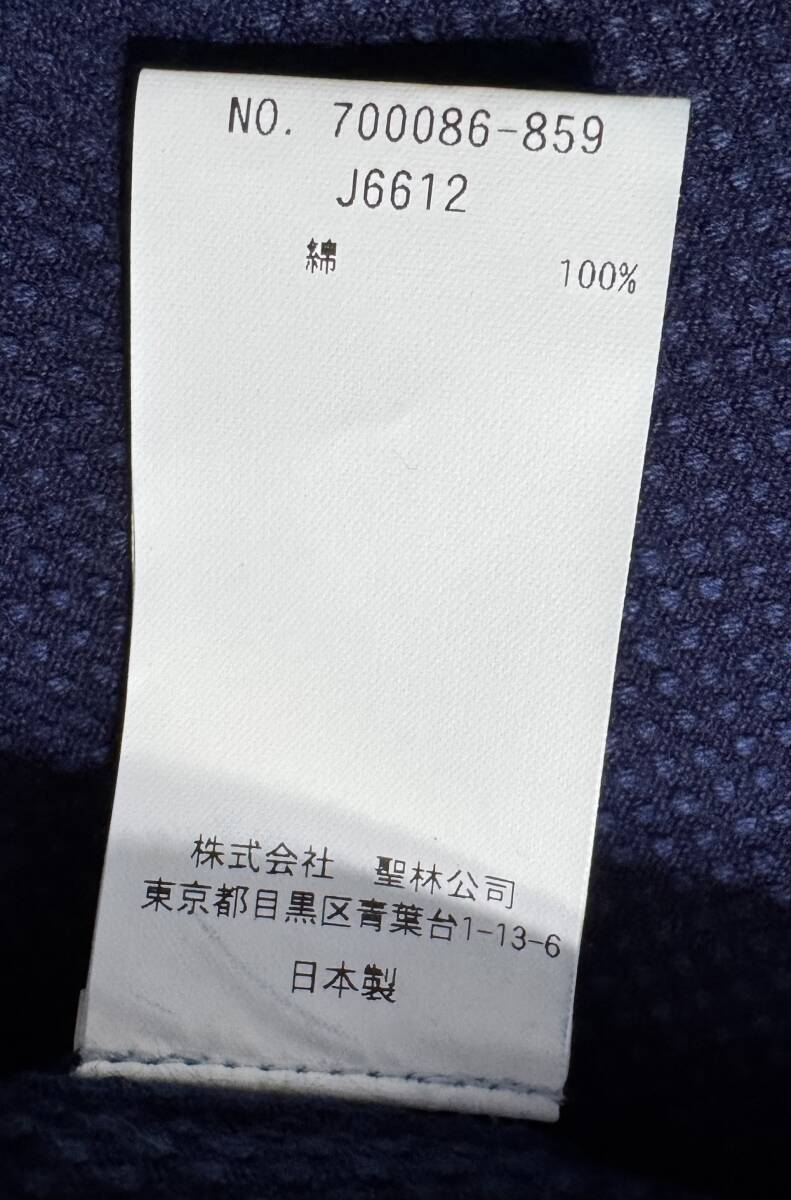 NO. 700086-859
J6612
綿 100%
株式会社 聖林公司
東京都目黒区青葉台1-13-6
日本製